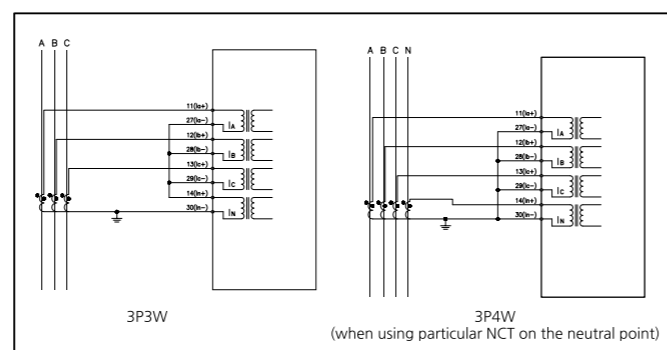 A B C
11(Ia+)
27(Ia-)
IA
12(Ib+)
28(Ib-)
IB
13(Ic+)
29(Ic-)
IC
14(In+)
30(In-)
IN
3P3W
A B C N
11(Ia+)
27(Ia-)
IA
12(Ib+)
28(Ib-)
IB
13(Ic+)
29(Ic-)
IC
14(In+)
30(In-)
IN
3P4W
(when using particular NCT on the neutral point)